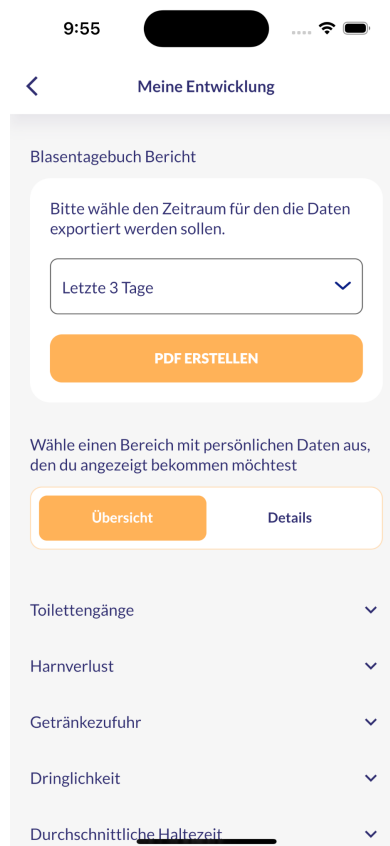 9:55
Meine Entwicklung
Blasentagebuch Bericht
Bitte wähle den Zeitraum für den die Daten
exportiert werden sollen.
Letzte 3 Tage
PDF ERSTELLEN
Wähle einen Bereich mit persönlichen Daten aus,
den du angezeigt bekommen möchtest
Übersicht
Details
Toilettengänge
Harnverlust
Getränkezufuhr
Dringlichkeit
Durchschnittliche Haltezeit